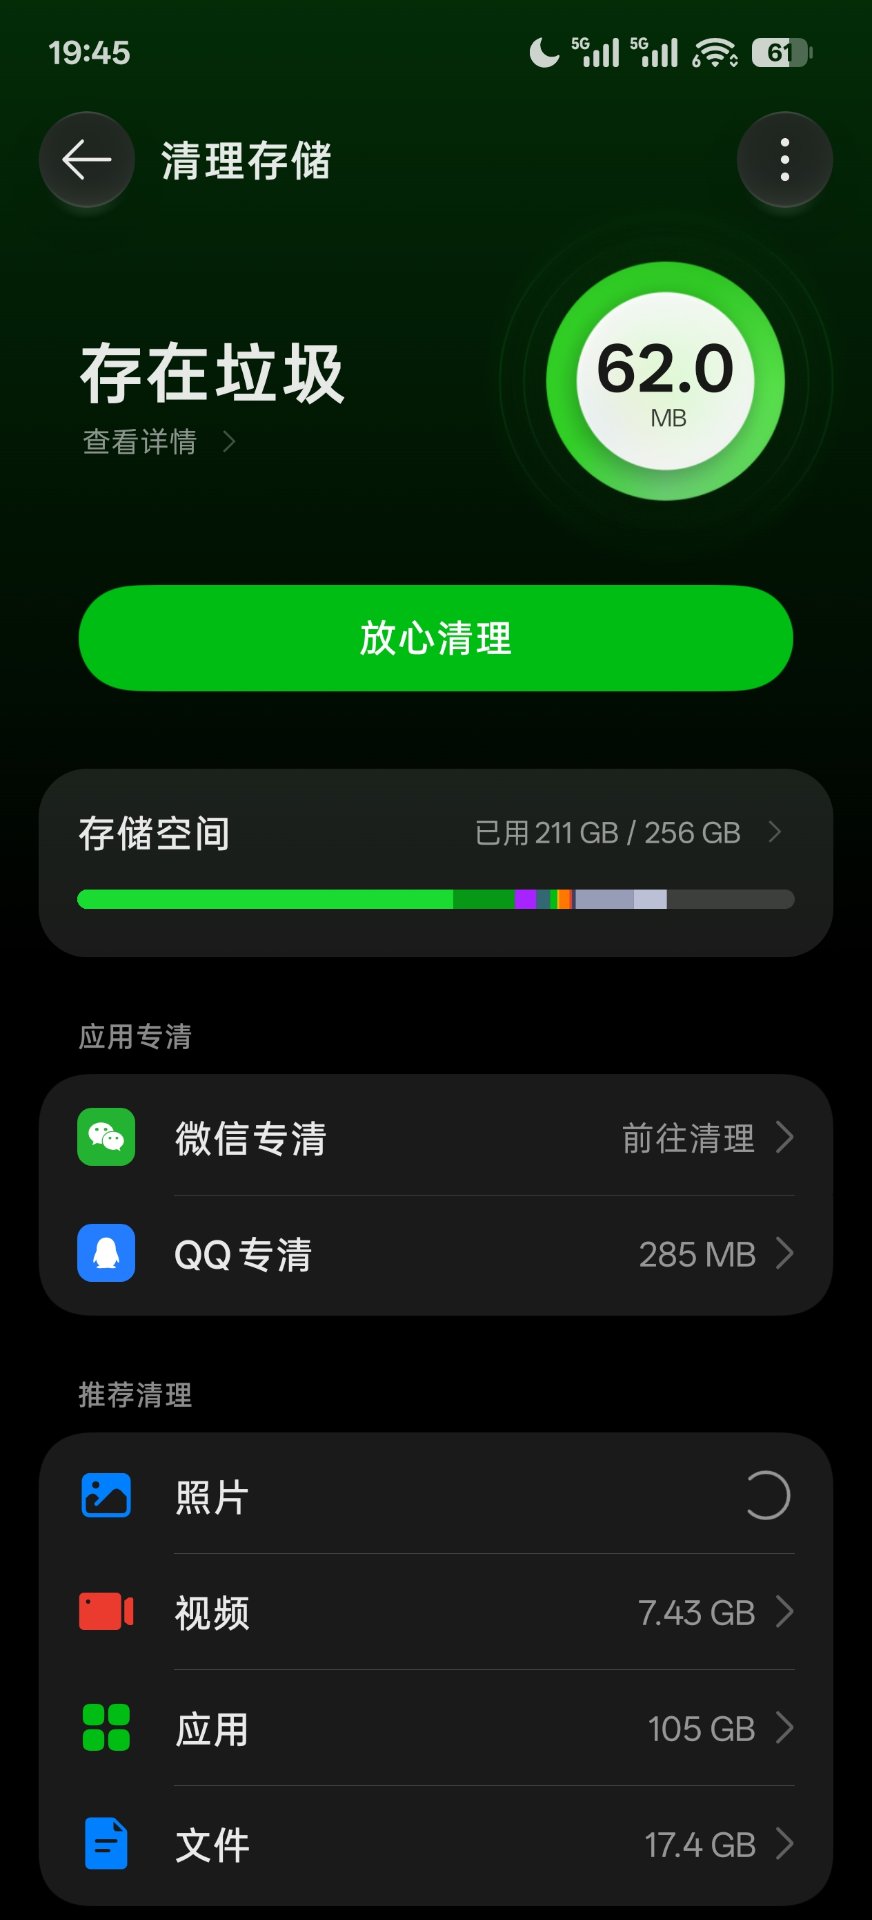 19:45
5G 5G 6 61
清理存储
存在垃圾
查看详情
62.0
MB
放心清理
存储空间 已用 211 GB / 256 GB
应用专清
微信专清 前往清理
QQ 专清 285 MB
推荐清理
照片
视频 7.43 GB
应用 105 GB
文件 17.4 GB